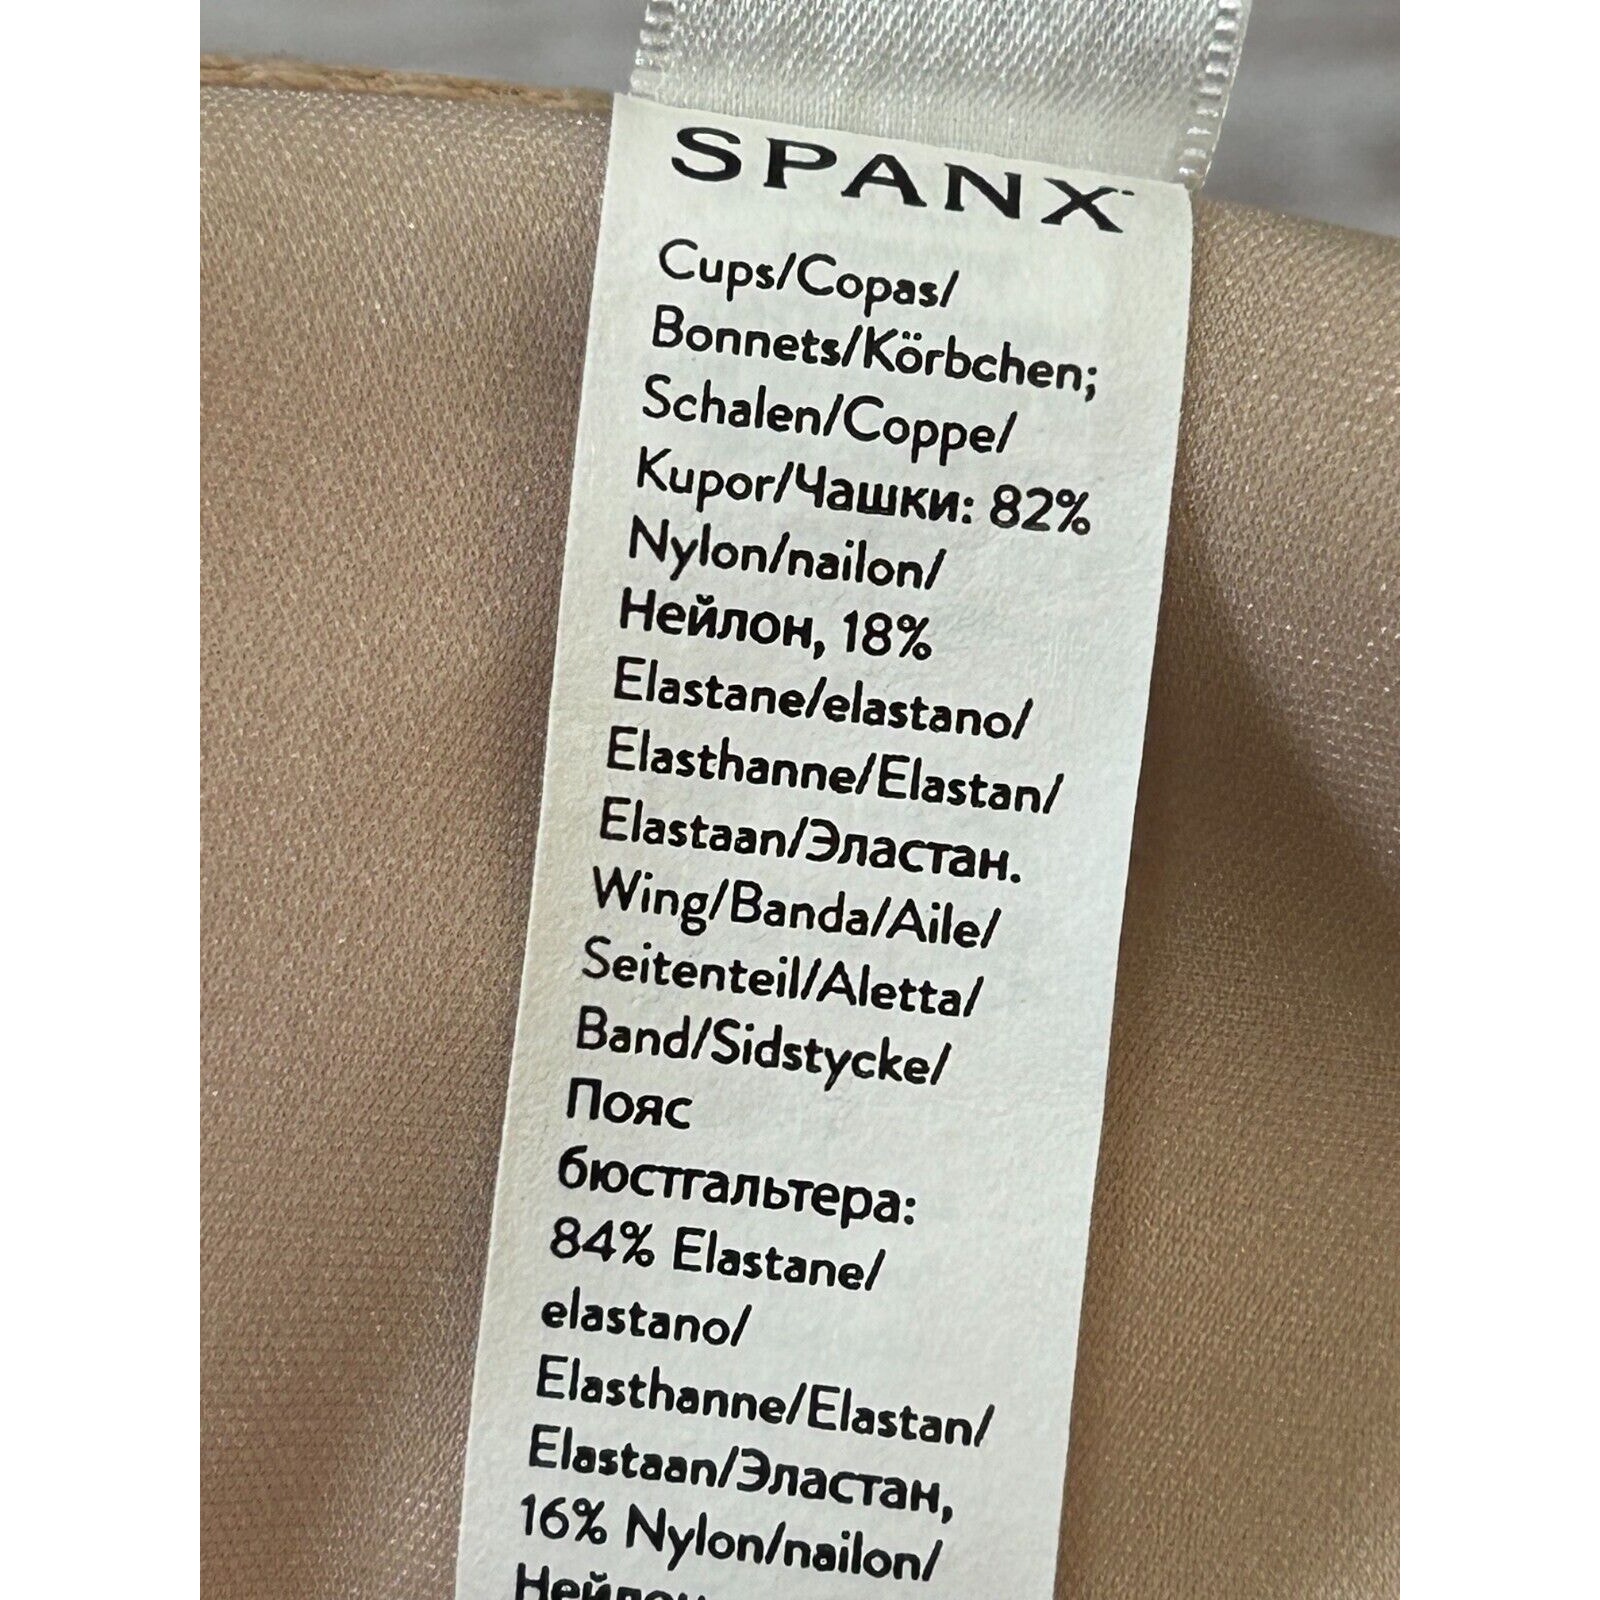 SPANX™
Cups/Copas/
Bonnets/Körbchen;
Schalen/Coppe/
Kupor/Чашки: 82%
Nylon/nailon/
Нейлон, 18%
Elastane/elastano/
Elasthanne/Elastan/
Elastaan/Эластан.
Wing/Banda/Aile/
Seitenteil/Aletta/
Band/Sidstycke/
Пояс
бюстгальтера:
84% Elastane/
elastano/
Elasthanne/Elastan/
Elastaan/Эластан,
16% Nylon/nailon/
Нейлон